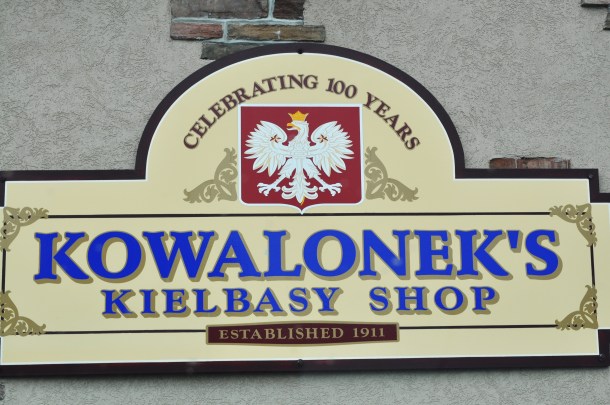 CELEBRATING 100 YEARS
KOWALONEK'S
KIELBASY SHOP
ESTABLISHED 1911